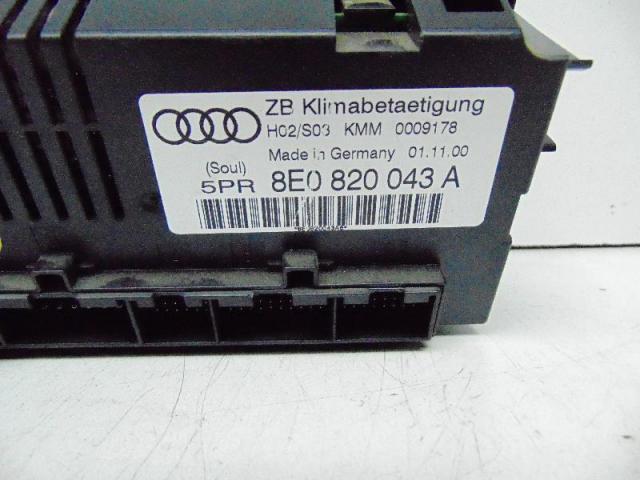 ZB Klimabetaetigung
H02/S03 KMM 0009178
Made in Germany 01.11.00
(Soul)
5PR 8E0 820 043 A